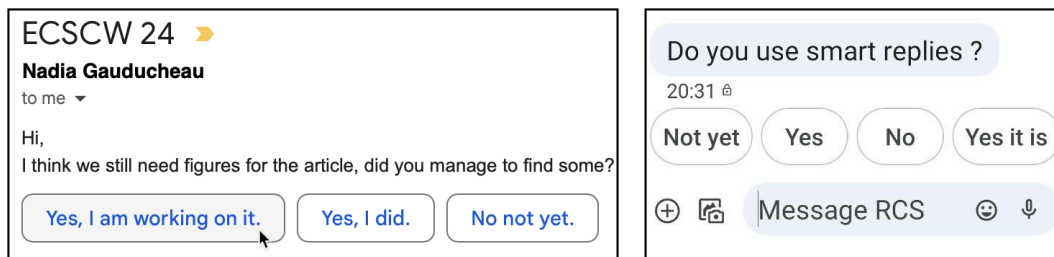 ECSCW 24
Nadia Gauducheau
to me
Hi,
I think we still need figures for the article, did you manage to find some?
Yes, I am working on it.
Yes, I did.
No not yet.
Do you use smart replies ?
20:31
Not yet
Yes
No
Yes it is
Message RCS